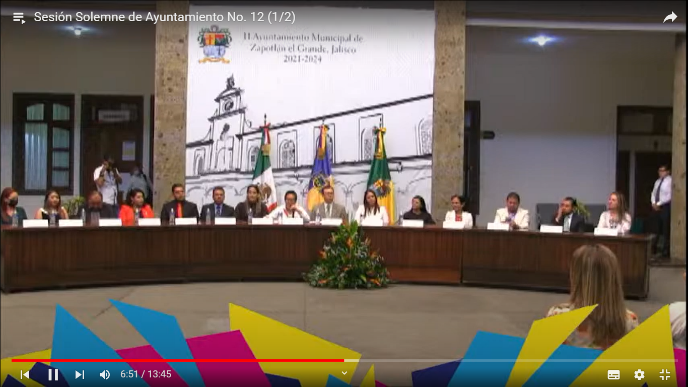 Sesión Solemne de Ayuntamiento No. 12 (1/2)
H.Ayuntamiento Municipal de
Zapotlán el Grande, Jalisco
2021-2024
6:51 / 13:45